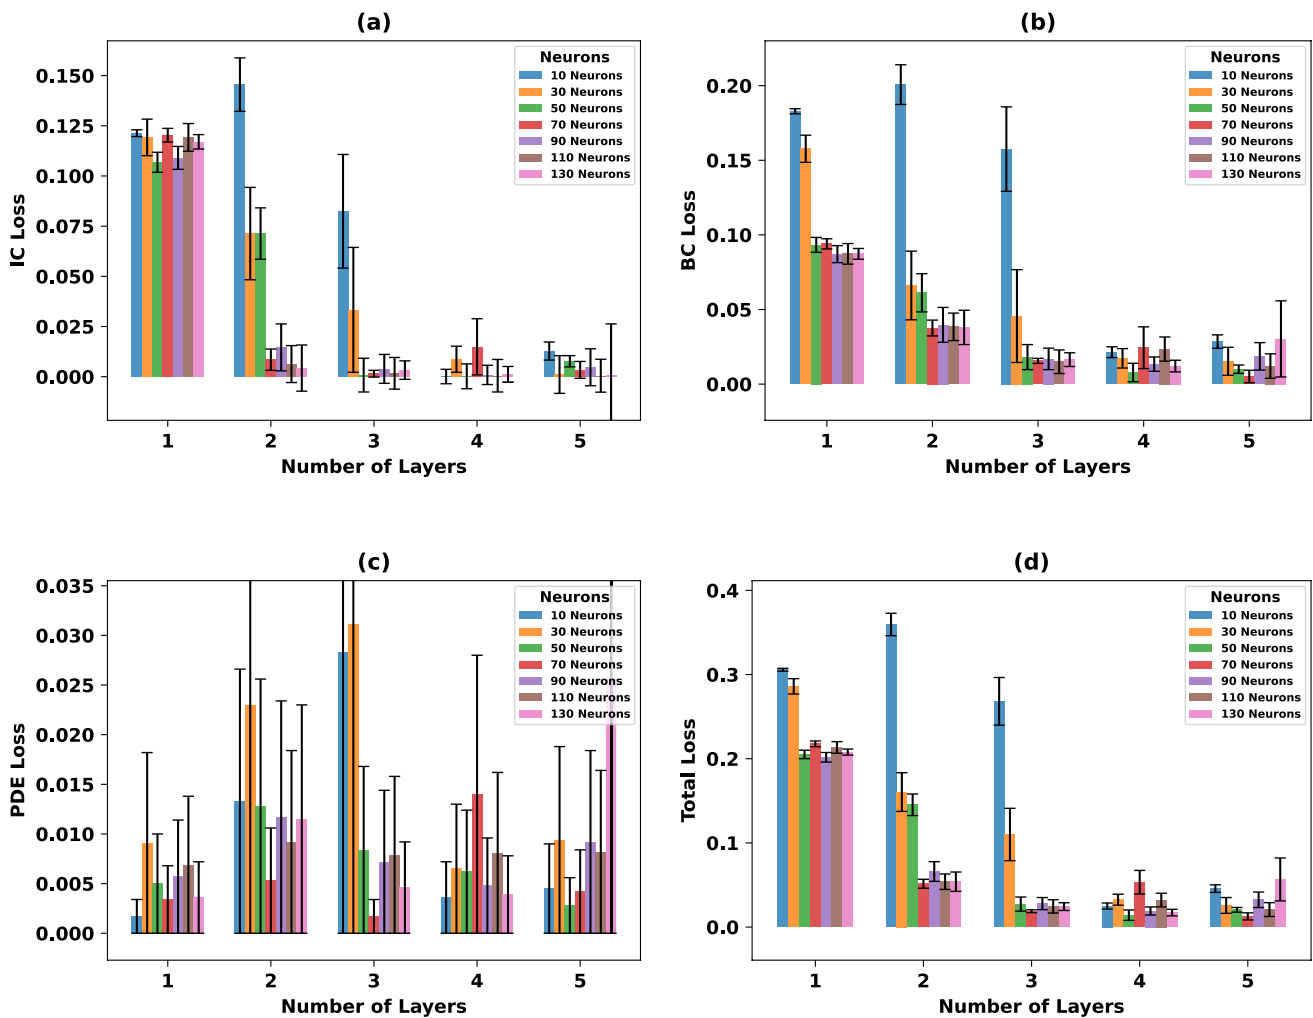 (a)
IC Loss
0.150
0.125
0.100
0.075
0.050
0.025
0.000
1
2
3
4
5
Number of Layers
Neurons
10 Neurons
30 Neurons
50 Neurons
70 Neurons
90 Neurons
110 Neurons
130 Neurons
(b)
BC Loss
0.20
0.15
0.10
0.05
0.00
1
2
3
4
5
Number of Layers
Neurons
10 Neurons
30 Neurons
50 Neurons
70 Neurons
90 Neurons
110 Neurons
130 Neurons
(c)
PDE Loss
0.035
0.030
0.025
0.020
0.015
0.010
0.005
0.000
1
2
3
4
5
Number of Layers
Neurons
10 Neurons
30 Neurons
50 Neurons
70 Neurons
90 Neurons
110 Neurons
130 Neurons
(d)
Total Loss
0.4
0.3
0.2
0.1
0.0
1
2
3
4
5
Number of Layers
Neurons
10 Neurons
30 Neurons
50 Neurons
70 Neurons
90 Neurons
110 Neurons
130 Neurons